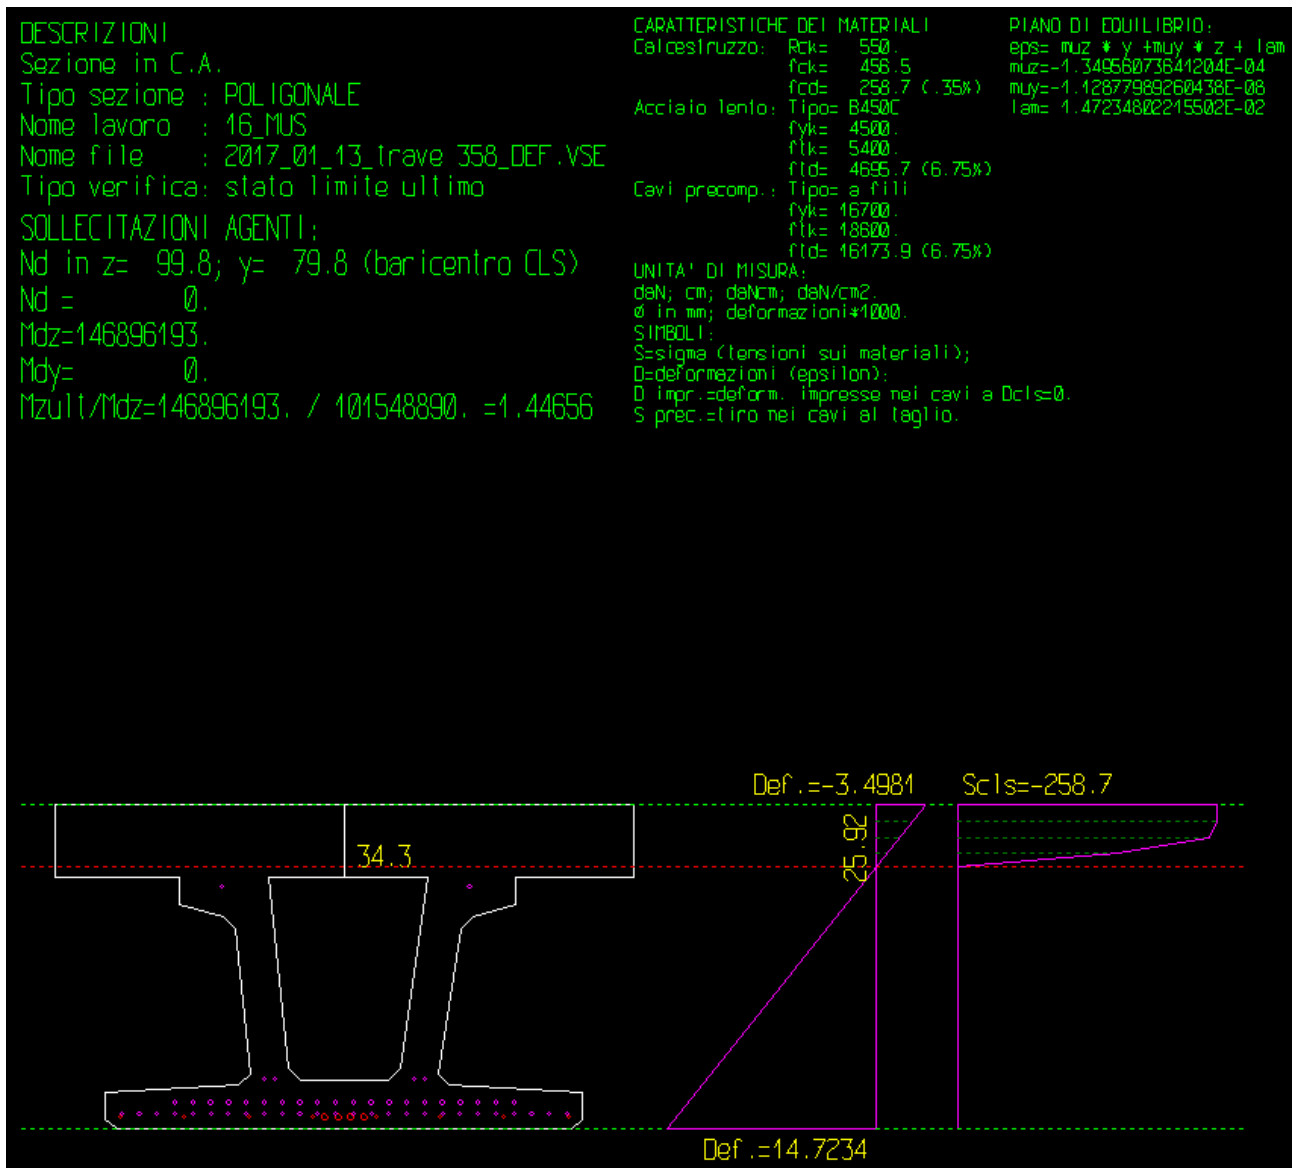 DESCRIZIONI
Sezione in C.A.
Tipo sezione : POLIGONALE
Nome lavoro : 16_MUS
Nome file : 2017_01_13_trave 358_DEF.VSE
Tipo verifica: stato limite ultimo
SOLLECITAZIONI AGENTI:
Nd in z= 99.8; y= 79.8 (baricentro CLS)
Nd = 0.
Mdz=146896193.
Mdy= 0.
Mzult/Mdz=146896193. / 101548890. =1.44656
CARATTERISTICHE DEI MATERIALI
Calcestruzzo: Rck= 550.
fck= 456.5
fcd= 258.7 (.35%)
Acciaio lento: Tipo= B450C
fyk= 4500.
ftk= 5400.
ftd= 4695.7 (6.75%)
Cavi precomp.: Tipo= a fili
fyk= 16700.
ftk= 18600.
ftd= 16173.9 (6.75%)
UNITA' DI MISURA:
daN; cm; daNcm; daN/cm2.
ø in mm; deformazioni*1000.
SIMBOLI:
S=sigma (tensioni sui materiali);
D=deformazioni (epsilon);
D impr.=deform. impresse nei cavi a Dcls=0.
S prec.=tiro nei cavi al taglio.
PIANO DI EQUILIBRIO:
eps= muz * y +muy * z + lam
muz=-1.34956073641204E-04
muy=-1.12877989260438E-08
lam= 1.47234802215502E-02
Def.=-3.4981
Scls=-258.7
34.3
25.92
Def.=14.7234